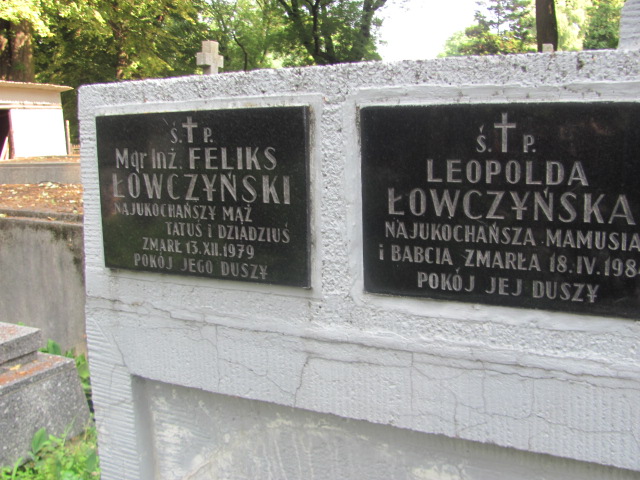 Ś. P.
Mgr Inż. FELIKS
ŁOWCZYŃSKI
NAJUKOCHAŃSZY MĄŻ
TATUŚ i DZIADZIUŚ
ZMARŁ 13.XII.1979
POKÓJ JEGO DUSZY
Ś. P.
LEOPOLDA
ŁOWCZYŃSKA
NAJUKOCHAŃSZA MAMUSIA
i BABCIA ZMARŁA 18.IV.198
POKÓJ JEJ DUSZY